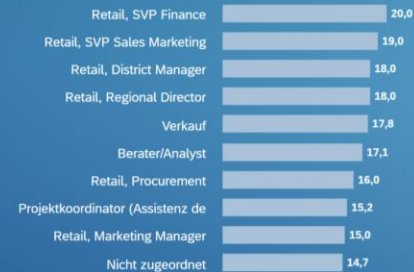 Retail, SVP Finance 20,0
Retail, SVP Sales Marketing 19,0
Retail, District Manager 18,0
Retail, Regional Director 18,0
Verkauf 17,8
Berater/Analyst 17,1
Retail, Procurement 16,0
Projektkoordinator (Assistenz de 15,2
Retail, Marketing Manager 15,0
Nicht zugeordnet 14,7